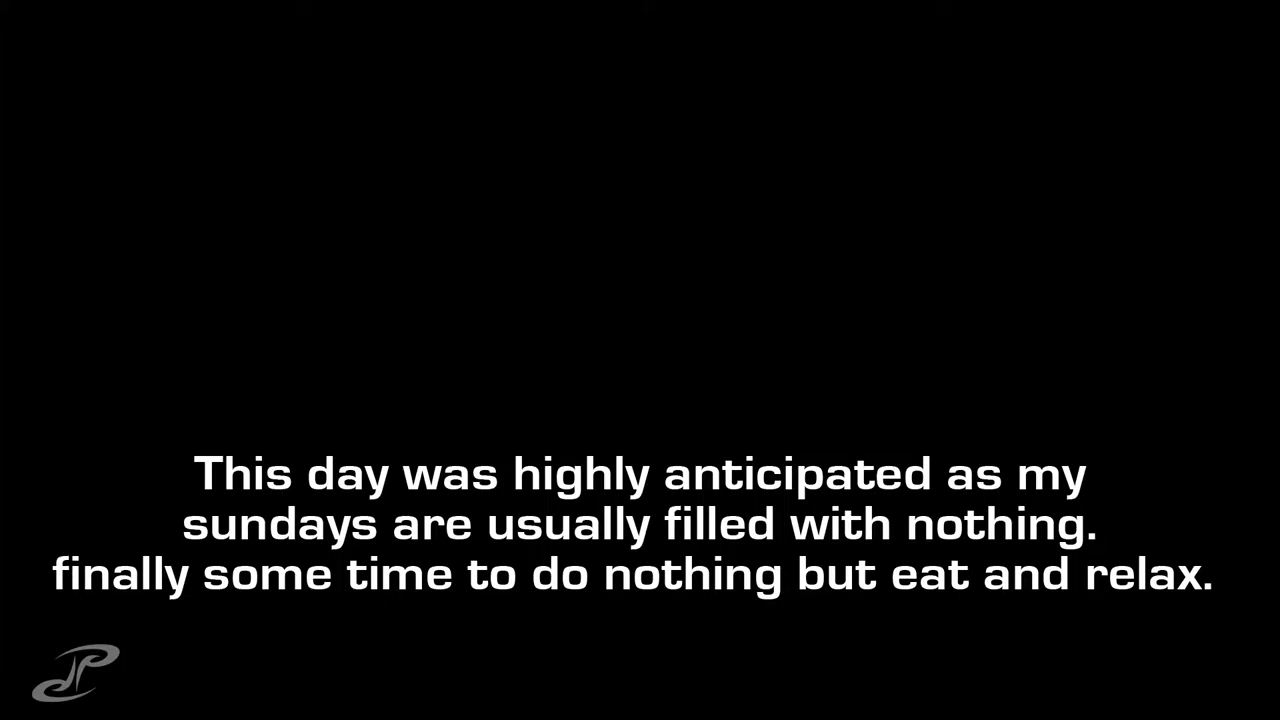 This day was highly anticipated as my
sundays are usually filled with nothing.
finally some time to do nothing but eat and relax.